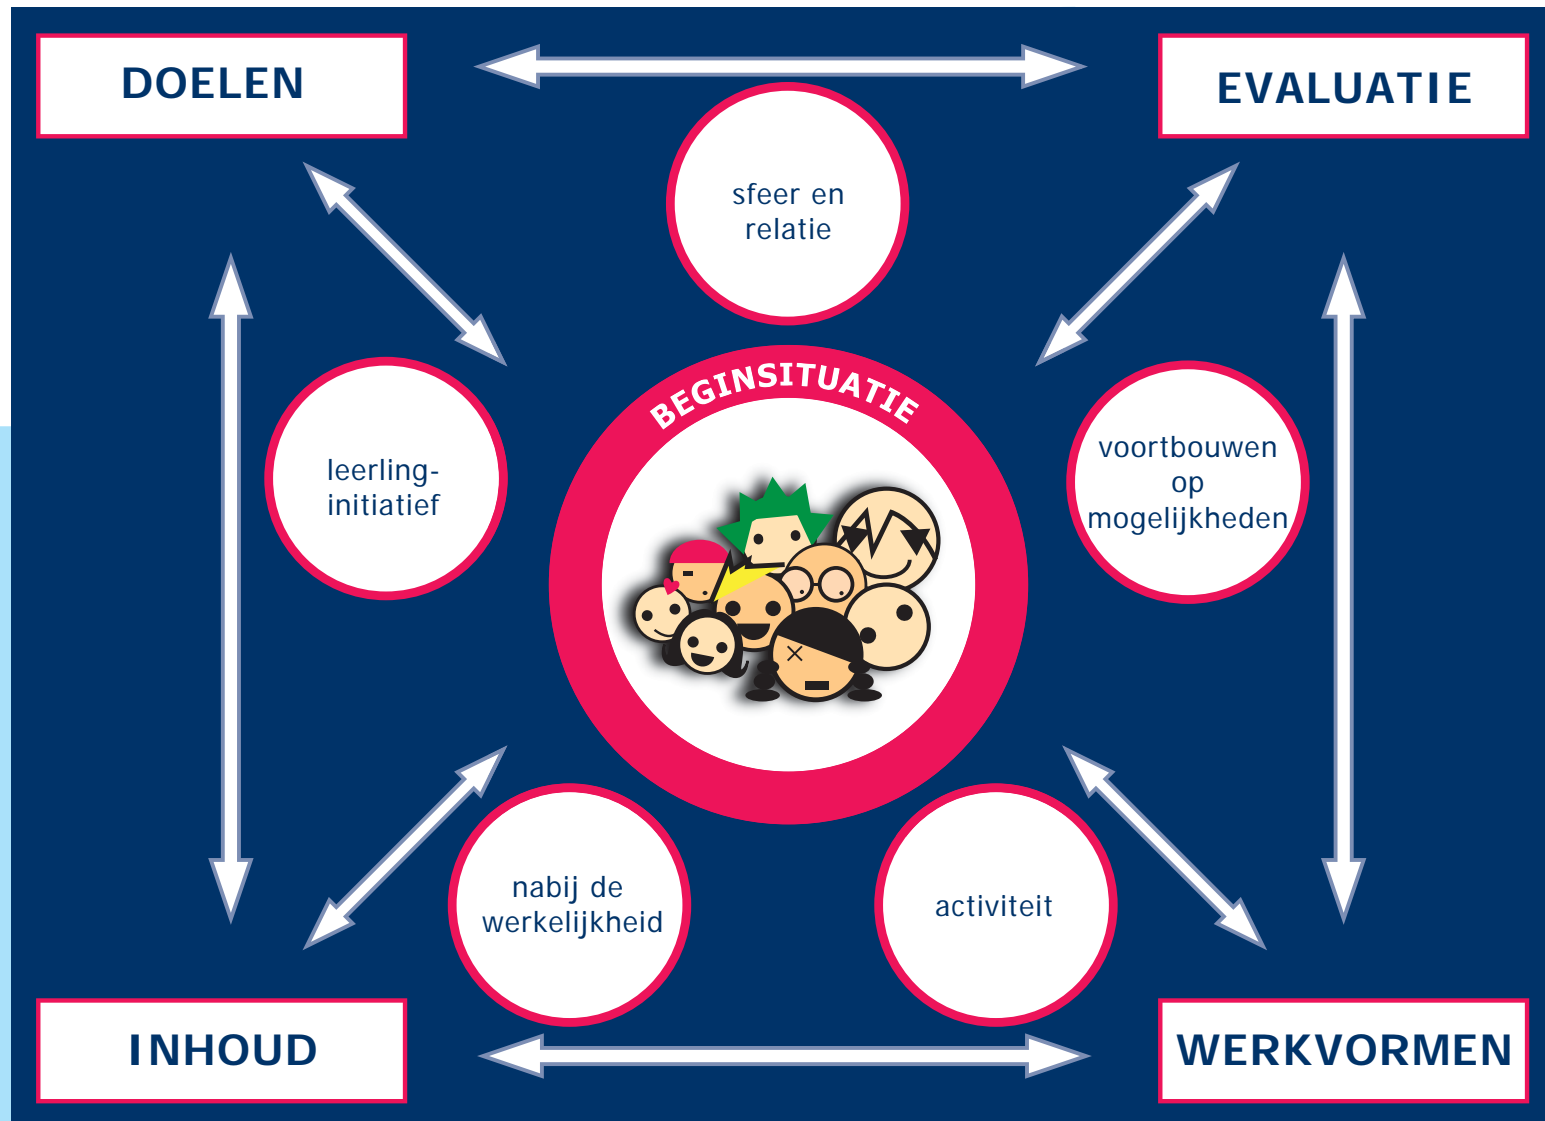 DOELEN
EVALUATIE
sfeer en
relatie
BEGINSITUATIE
leerling-
initiatief
voortbouwen
op
mogelijkheden
nabij de
werkelijkheid
activiteit
INHOUD
WERKVORMEN